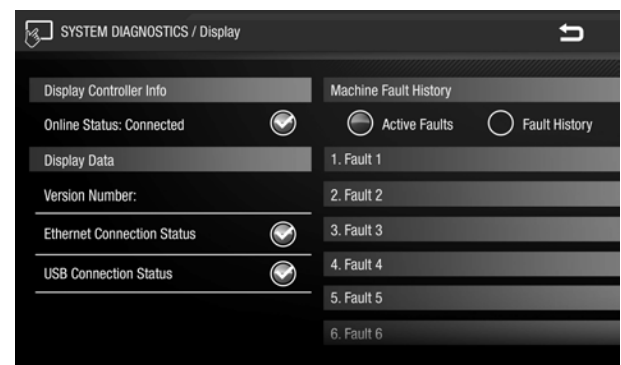 SYSTEM DIAGNOSTICS / Display
Display Controller Info
Online Status: Connected
Display Data
Version Number:
Ethernet Connection Status
USB Connection Status
Machine Fault History
Active Faults
Fault History
1. Fault 1
2. Fault 2
3. Fault 3
4. Fault 4
5. Fault 5
6. Fault 6